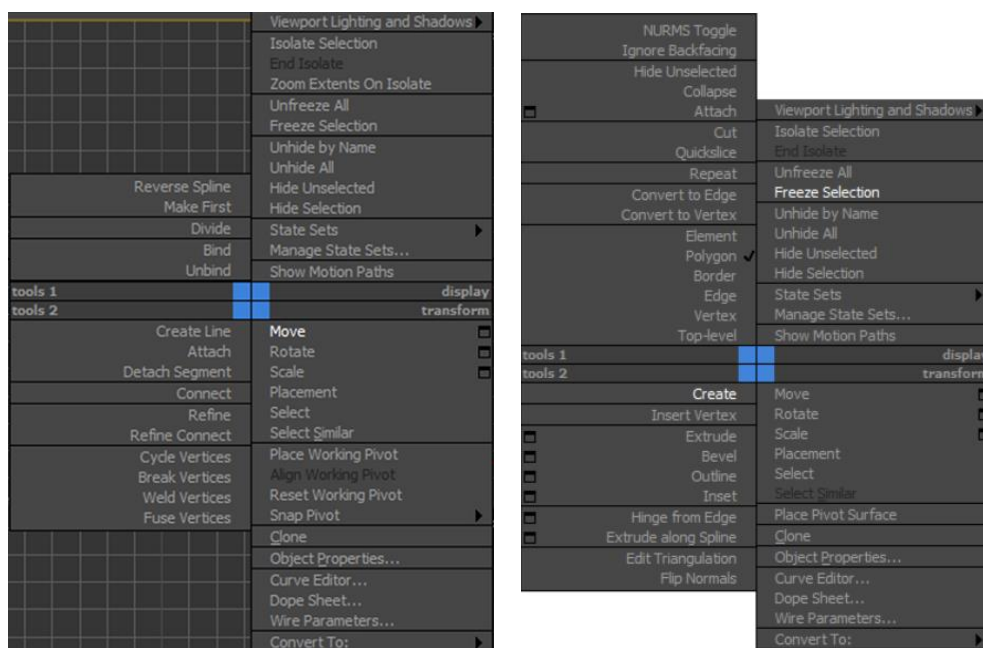 Viewport Lighting and Shadows
Isolate Selection
End Isolate
Zoom Extents On Isolate
Unfreeze All
Freeze Selection
Unhide by Name
Unhide All
Hide Unselected
Hide Selection
State Sets
Manage State Sets...
Show Motion Paths
Reverse Spline
Make First
Divide
Bind
Unbind
tools 1 display
tools 2 transform
Create Line
Attach
Detach Segment
Connect
Refine
Refine Connect
Cycle Vertices
Break Vertices
Weld Vertices
Fuse Vertices
Move
Rotate
Scale
Placement
Select
Select Similar
Place Working Pivot
Align Working Pivot
Reset Working Pivot
Snap Pivot
Clone
Object Properties...
Curve Editor...
Dope Sheet...
Wire Parameters...
Convert To:
NURMS Toggle
Ignore Backfacing
Hide Unselected
Collapse
Attach
Cut
Quickslice
Repeat
Convert to Edge
Convert to Vertex
Element
Polygon
Border
Edge
Vertex
Top-level
Viewport Lighting and Shadows
Isolate Selection
End Isolate
Unfreeze All
Freeze Selection
Unhide by Name
Unhide All
Hide Unselected
Hide Selection
State Sets
Manage State Sets...
Show Motion Paths
tools 1 display
tools 2 transform
Create
Insert Vertex
Extrude
Bevel
Outline
Inset
Hinge from Edge
Extrude along Spline
Edit Triangulation
Flip Normals
Move
Rotate
Scale
Placement
Select
Select Similar
Place Pivot Surface
Clone
Object Properties...
Curve Editor...
Dope Sheet...
Wire Parameters...
Convert To: